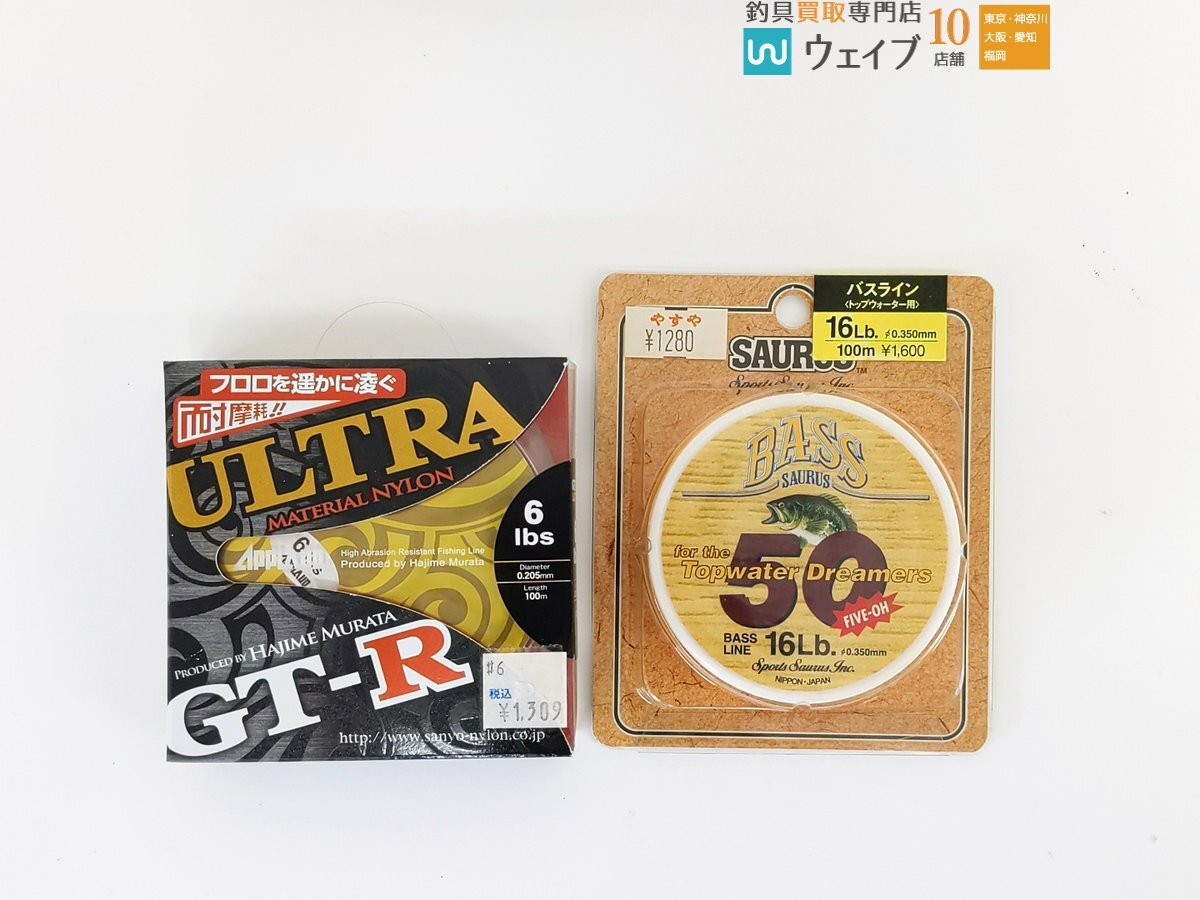 釣具買取専門店
ウェイブ
10
店舗
東京・神奈川
大阪・愛知
福岡
フロロを遥かに凌ぐ
耐摩耗!!
ULTRA
MATERIAL NYLON
6
lbs
High Abrasion Resistant Fishing Line
Produced by Hajime Murata
Diameter
0.205mm
Length
100m
PRODUCED BY HAJIME MURATA
GT-R
#6
税込
¥1,309
http://www.sanyo-nylon.co.jp
やすや
¥1280
バスライン
〈トップウォーター用〉
16Lb. ⌀0.350mm
100m ¥1,600
SAURUS™
Sports Saurus, Inc.
BASS
SAURUS
for the
50
Topwater Dreamers
FIVE-OH
BASS
LINE
16Lb. ⌀0.350mm
Sports Saurus, Inc.
NIPPON・JAPAN